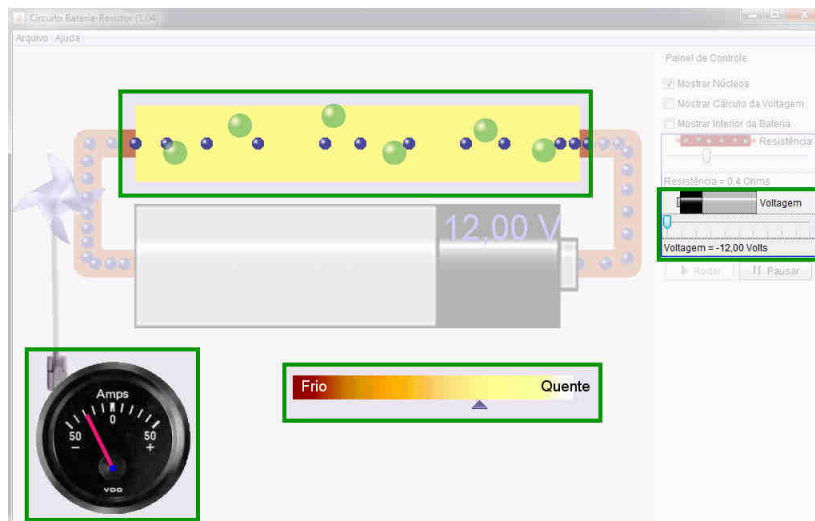 Circuito Bateria-Resistor (1.04)
Arquivo Ajuda
Painel de Controle
Mostrar Núcleos
Mostrar Cálculo da Voltagem
Mostrar Interior da Bateria
Resistência
Resistência = 0,4 Ohms
Voltagem
Voltagem = -12,00 Volts
Rodar
Pausar
12,00 V
Frio
Quente
Amps
0
50
50
- +
VDO